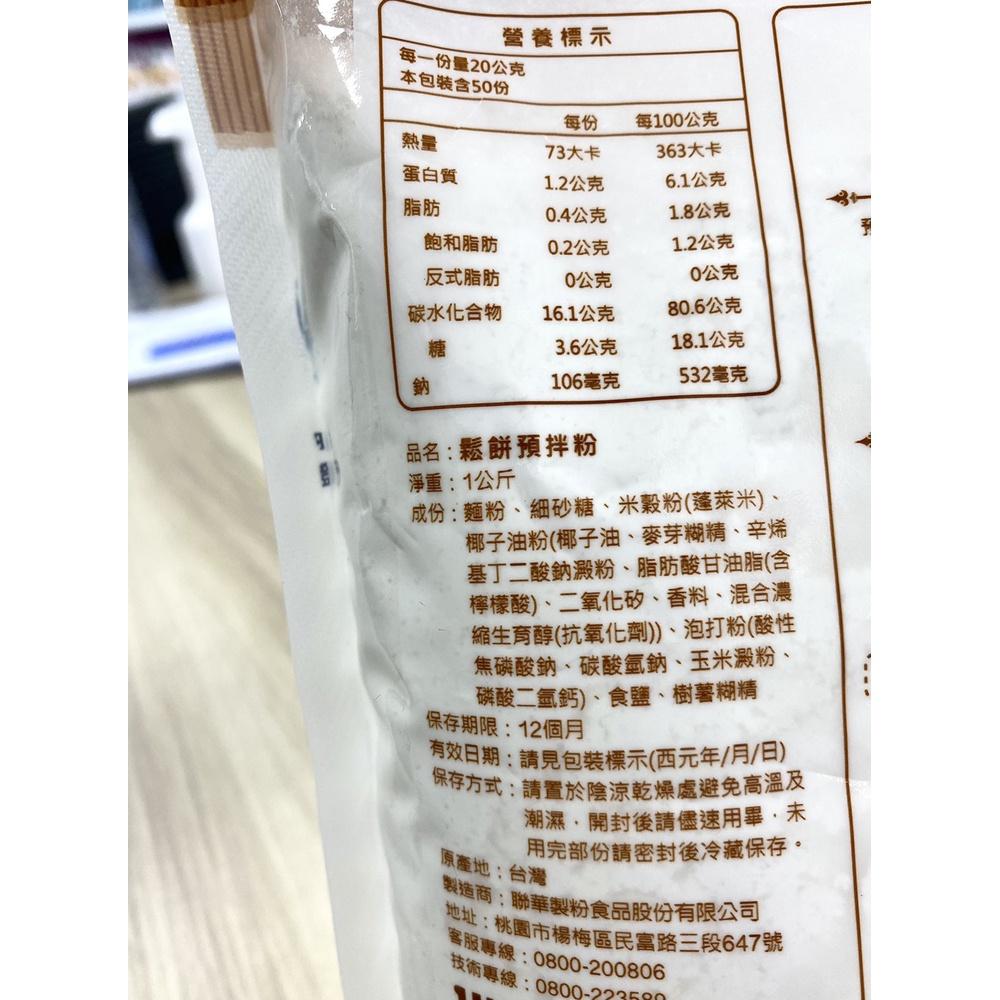 營養標示
每一份量20公克
本包裝含50份
每份 每100公克
熱量 73大卡 363大卡
蛋白質 1.2公克 6.1公克
脂肪 0.4公克 1.8公克
飽和脂肪 0.2公克 1.2公克
反式脂肪 0公克 0公克
碳水化合物 16.1公克 80.6公克
糖 3.6公克 18.1公克
鈉 106毫克 532毫克
品名：鬆餅預拌粉
淨重：1公斤
成份：麵粉、細砂糖、米穀粉(蓬萊米)、
椰子油粉(椰子油、麥芽糊精、辛烯
基丁二酸鈉澱粉、脂肪酸甘油脂(含
檸檬酸)、二氧化矽、香料、混合濃
縮生育醇(抗氧化劑))、泡打粉(酸性
焦磷酸鈉、碳酸氫鈉、玉米澱粉、
磷酸二氫鈣)、食鹽、樹薯糊精
保存期限：12個月
有效日期：請見包裝標示(西元年/月/日)
保存方式：請置於陰涼乾燥處避免高溫及
潮濕，開封後請儘速用畢，未
用完部份請密封後冷藏保存。
原產地：台灣
製造商：聯華製粉食品股份有限公司
地址：桃園市楊梅區民富路三段647號
客服專線：0800-200806
技術專線：0800-223589
預